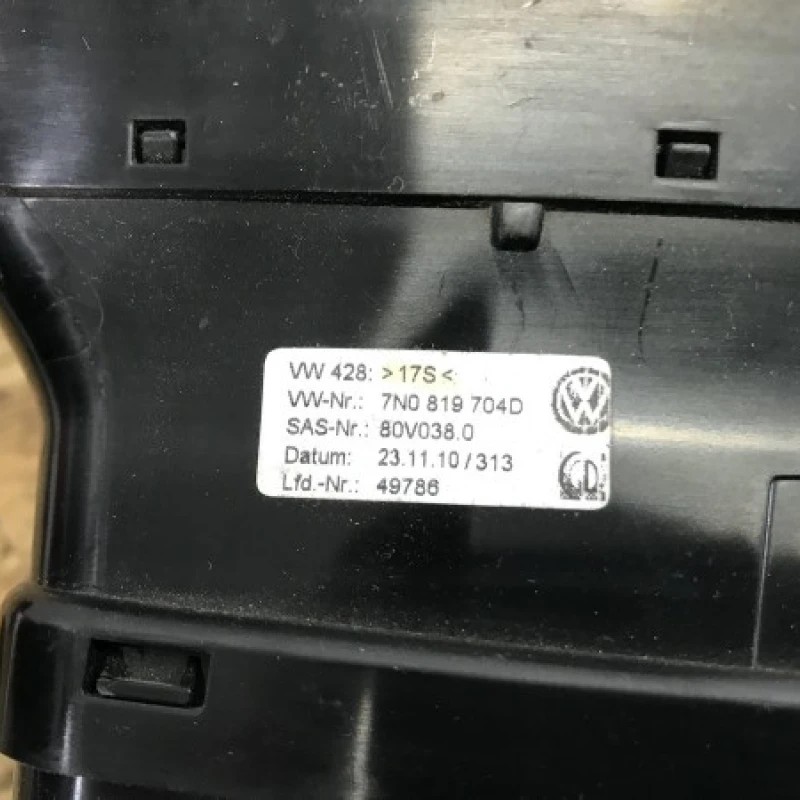 VW 428: >17S<
VW-Nr.: 7N0 819 704D
SAS-Nr.: 80V038.0
Datum: 23.11.10/313
Lfd.-Nr.: 49786